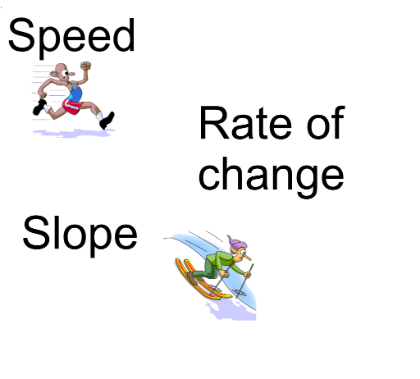 Speed
Rate of
change
Slope